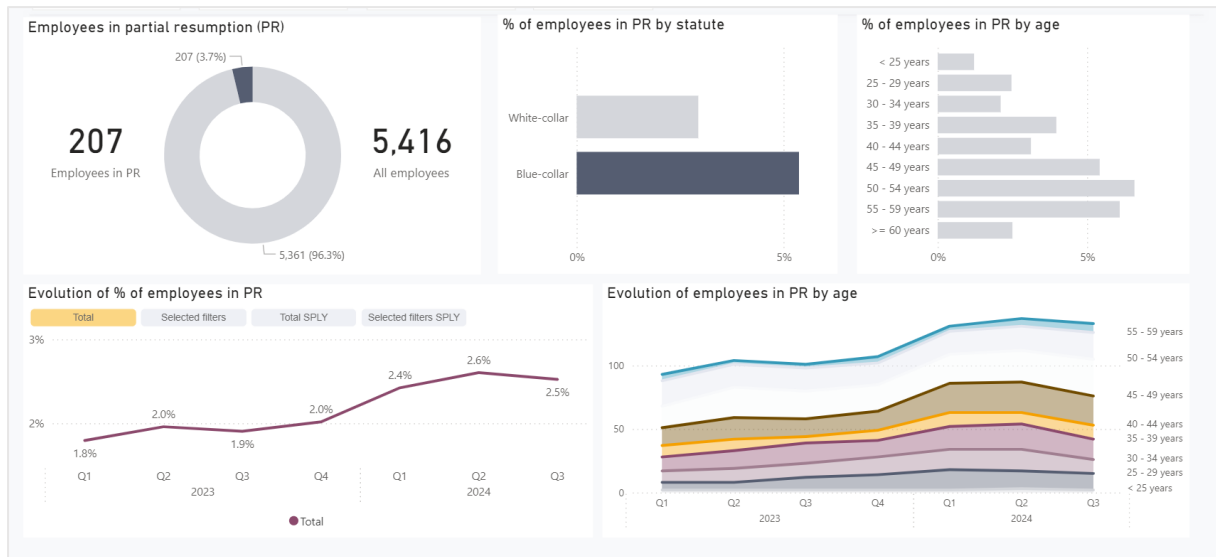 Employees in partial resumption (PR)
207 (3.7%)
207
Employees in PR
5,416
All employees
5,361 (96.3%)
% of employees in PR by statute
White-collar
Blue-collar
0%
5%
% of employees in PR by age
< 25 years
25 - 29 years
30 - 34 years
35 - 39 years
40 - 44 years
45 - 49 years
50 - 54 years
55 - 59 years
>= 60 years
0%
5%
Evolution of % of employees in PR
Total
Selected filters
Total SPLY
Selected filters SPLY
3%
2%
1.8%
2.0%
1.9%
2.0%
2.4%
2.6%
2.5%
Q1
Q2
Q3
Q4
Q1
Q2
Q3
2023
2024
Total
Evolution of employees in PR by age
100
50
0
55 - 59 years
50 - 54 years
45 - 49 years
40 - 44 years
35 - 39 years
30 - 34 years
25 - 29 years
< 25 years
Q1
Q2
Q3
Q4
Q1
Q2
Q3
2023
2024